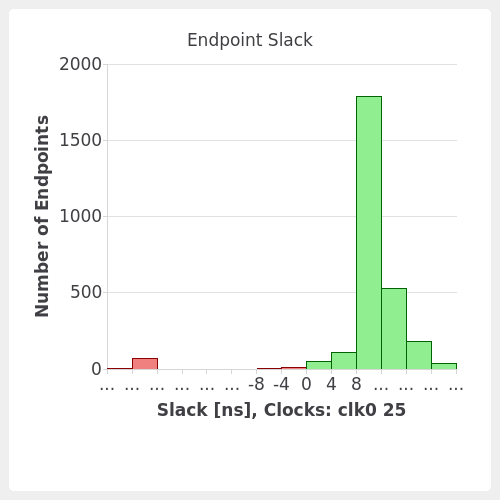 Endpoint Slack
2000
1500
1000
500
0
Number of Endpoints
... ... ... ... ... ... -8 -4 0 4 8 ... ... ... ...
Slack [ns], Clocks: clk0 25